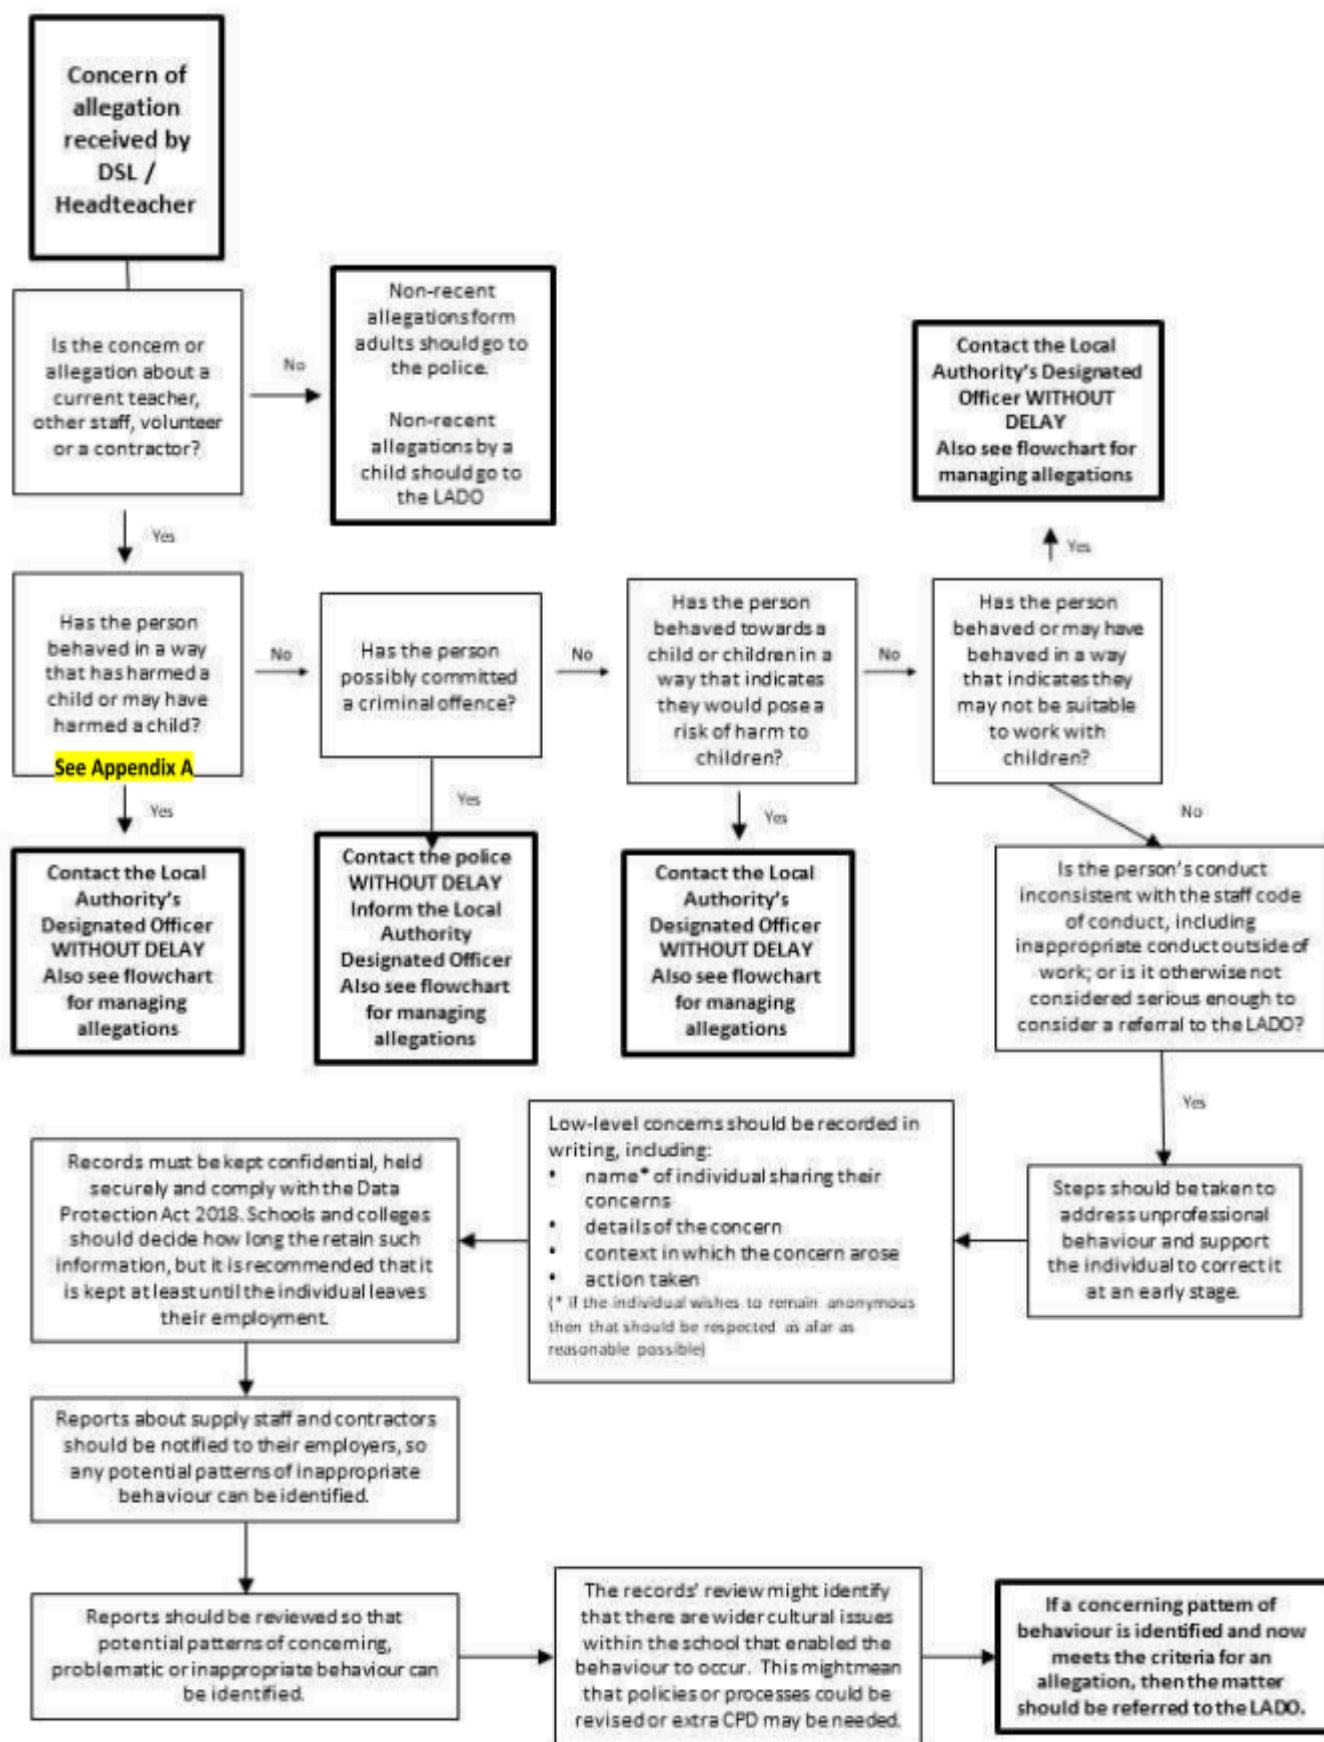 Concern of
allegation
received by
DSL /
Headteacher
Is the concern or
allegation about a
current teacher,
other staff, volunteer
or a contractor?
No
Non-recent
allegations form
adults should go to
the police.
Non-recent
allegations by a
child should go to
the LADO
Yes
Has the person
behaved in a way
that has harmed a
child or may have
harmed a child?
See Appendix A
No
Has the person
possibly committed
a criminal offence?
No
Has the person
behaved towards a
child or children in a
way that indicates
they would pose a
risk of harm to
children?
No
Has the person
behaved or may have
behaved in a way
that indicates they
may not be suitable
to work with
children?
Yes
Contact the Local
Authority's Designated
Officer WITHOUT
DELAY
Also see flowchart for
managing allegations
Yes
Contact the Local
Authority's
Designated Officer
WITHOUT DELAY
Also see flowchart
for managing
allegations
Yes
Contact the police
WITHOUT DELAY
Inform the Local
Authority
Designated Officer
Also see flowchart
for managing
allegations
Yes
Contact the Local
Authority's
Designated Officer
WITHOUT DELAY
Also see flowchart
for managing
allegations
No
Is the person's conduct
inconsistent with the staff code
of conduct, including
inappropriate conduct outside of
work; or is it otherwise not
considered serious enough to
consider a referral to the LADO?
Yes
Steps should be taken to
address unprofessional
behaviour and support
the individual to correct it
at an early stage.
Low-level concerns should be recorded in
writing, including:
• name* of individual sharing their
concerns
• details of the concern
• context in which the concern arose
• action taken
(* if the individual wishes to remain anonymous
then that should be respected as afar as
reasonable possible)
Records must be kept confidential, held
securely and comply with the Data
Protection Act 2018. Schools and colleges
should decide how long the retain such
information, but it is recommended that it
is kept at least until the individual leaves
their employment.
Reports about supply staff and contractors
should be notified to their employers, so
any potential patterns of inappropriate
behaviour can be identified.
Reports should be reviewed so that
potential patterns of concerning,
problematic or inappropriate behaviour can
be identified.
The records' review might identify
that there are wider cultural issues
within the school that enabled the
behaviour to occur. This might mean
that policies or processes could be
revised or extra CPD may be needed.
If a concerning pattern of
behaviour is identified and now
meets the criteria for an
allegation, then the matter
should be referred to the LADO.